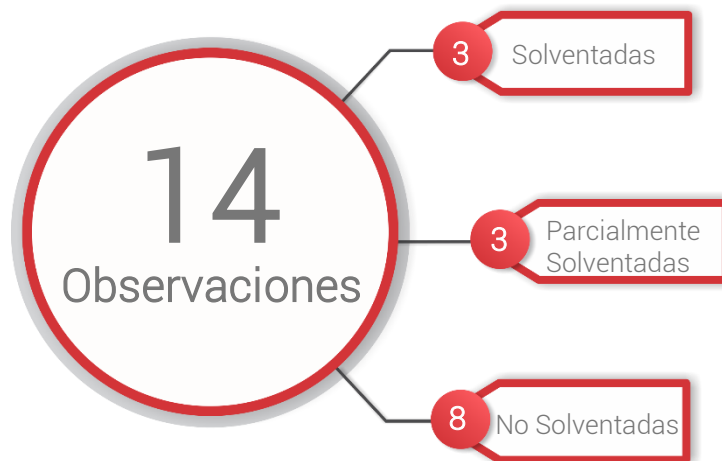 14
Observaciones
3
Solventadas
3
Parcialmente
Solventadas
8
No Solventadas